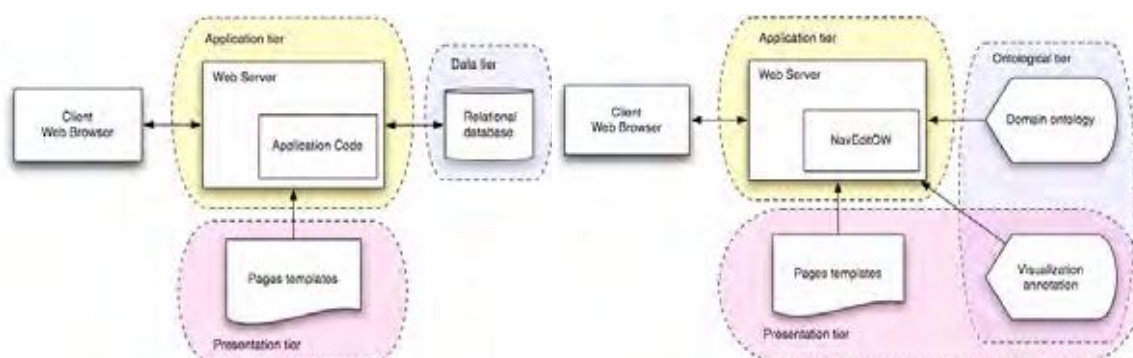 Application tier
Web Server
Data tier
Client
Web Browser
Application Code
Relational
database
Pages templates
Presentation tier
Application tier
Web Server
Ontological tier
Client
Web Browser
NavEditOW
Domain ontology
Pages templates
Visualization
annotation
Presentation tier